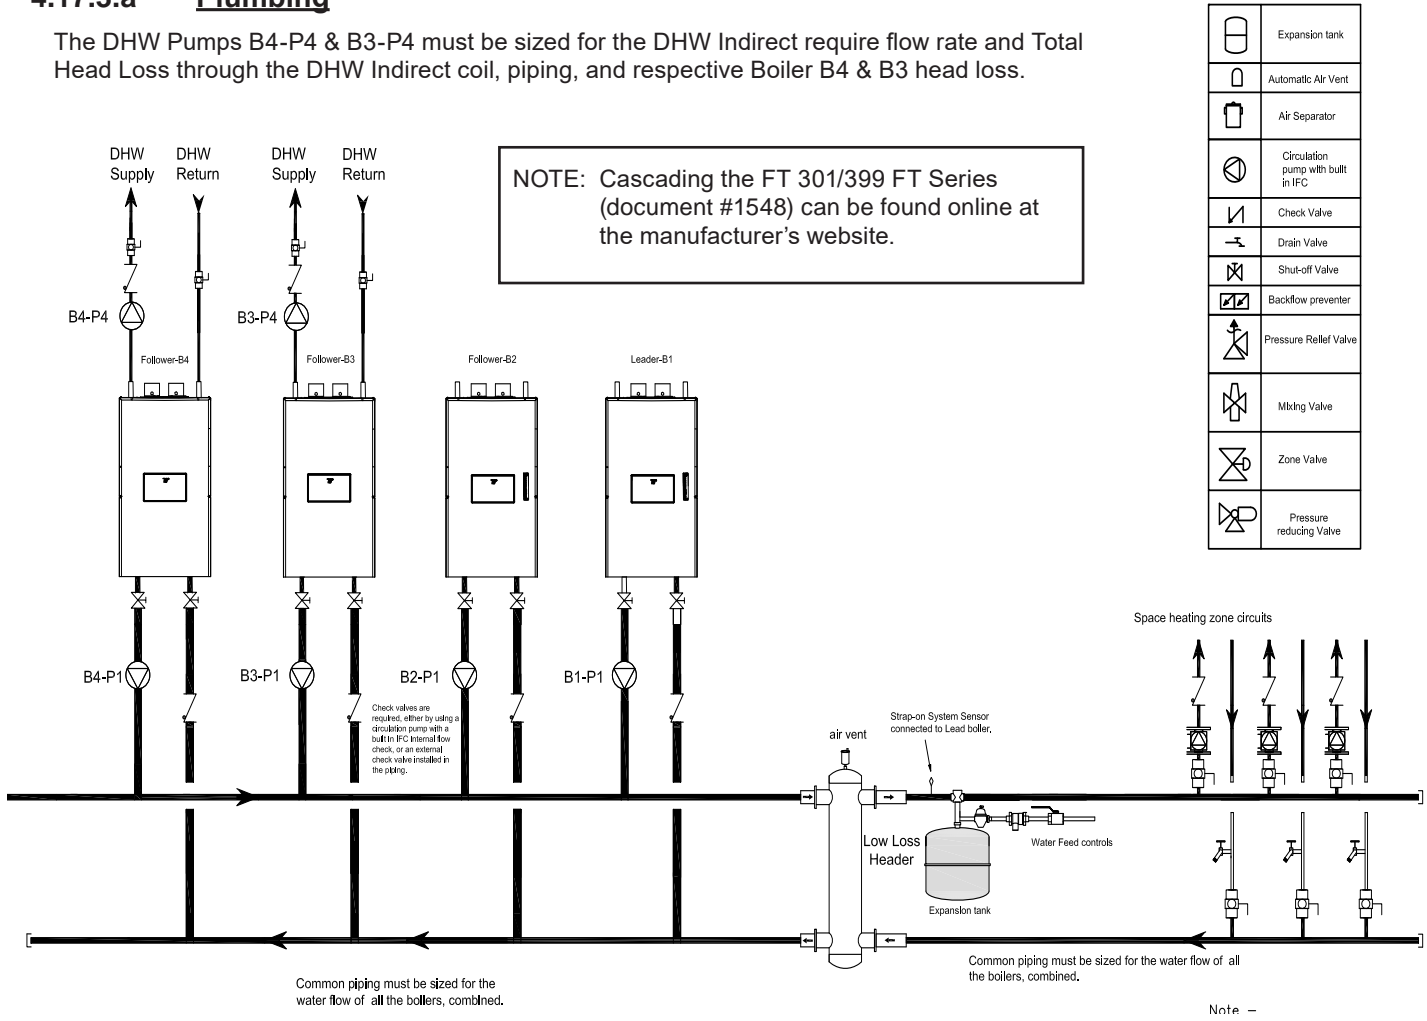 4.17.3.a Plumbing
The DHW Pumps B4-P4 & B3-P4 must be sized for the DHW Indirect require flow rate and Total
Head Loss through the DHW Indirect coil, piping, and respective Boiler B4 & B3 head loss.
DHW
Supply
DHW
Return
DHW
Supply
DHW
Return
NOTE: Cascading the FT 301/399 FT Series
(document #1548) can be found online at
the manufacturer's website.
Expansion tank
Automatic Air Vent
Air Separator
Circulation
pump with built
in IFC
Check Valve
Drain Valve
Shut-off Valve
Backflow preventer
Pressure Relief Valve
Mixing Valve
Zone Valve
Pressure
reducing Valve
B4-P4
B3-P4
Follower-B4
Follower-B3
Follower-B2
Leader-B1
B4-P1
B3-P1
B2-P1
B1-P1
Check valves are
required, either by using a
circulation pump with a
built in IFC Internal flow
check, or an external
check valve installed in
the piping.
Space heating zone circuits
Strap-on System Sensor
connected to Lead boiler.
air vent
Low Loss
Header
Water Feed controls
Expansion tank
Common piping must be sized for the
water flow of all the boilers, combined.
Common piping must be sized for the water flow of all
the boilers, combined.
Note –